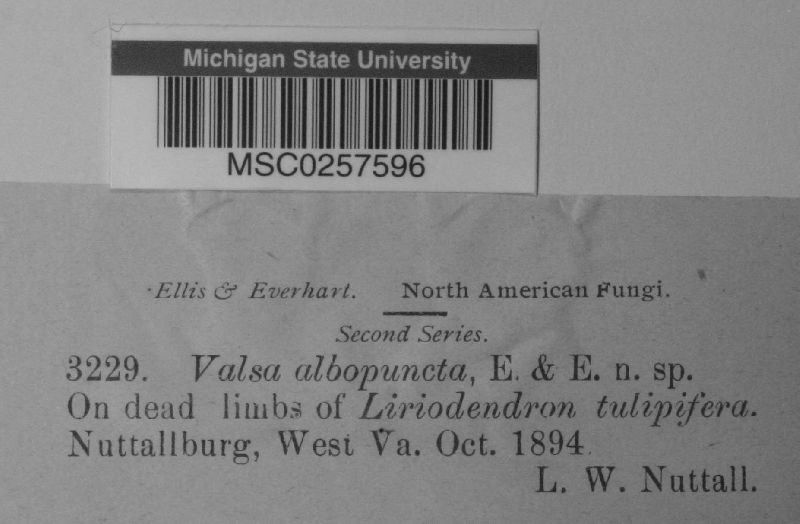 Michigan State University
MSC0257596
Ellis & Everhart. North American Fungi.
Second Series.
3229. Valsa albopuncta, E. & E. n. sp.
On dead limbs of Liriodendron tulipifera.
Nuttallburg, West Va. Oct. 1894.
L. W. Nuttall.